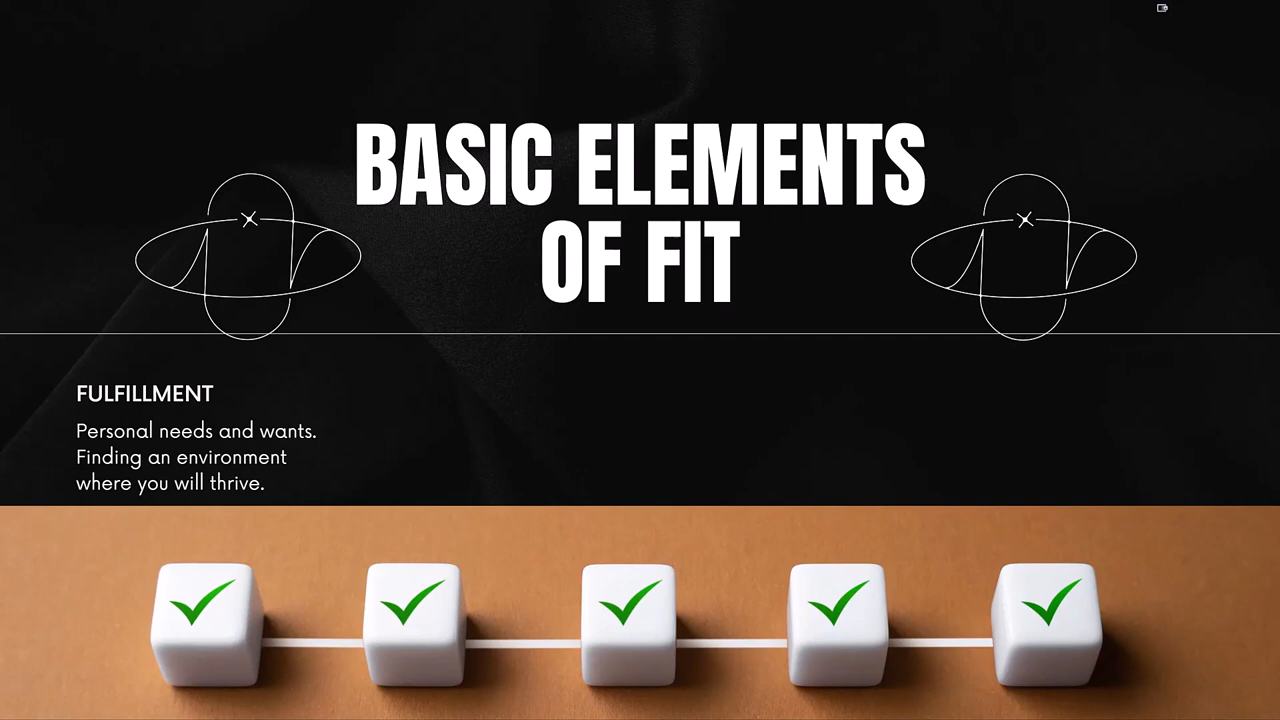 BASIC ELEMENTS
OF FIT
FULFILLMENT
Personal needs and wants.
Finding an environment
where you will thrive.